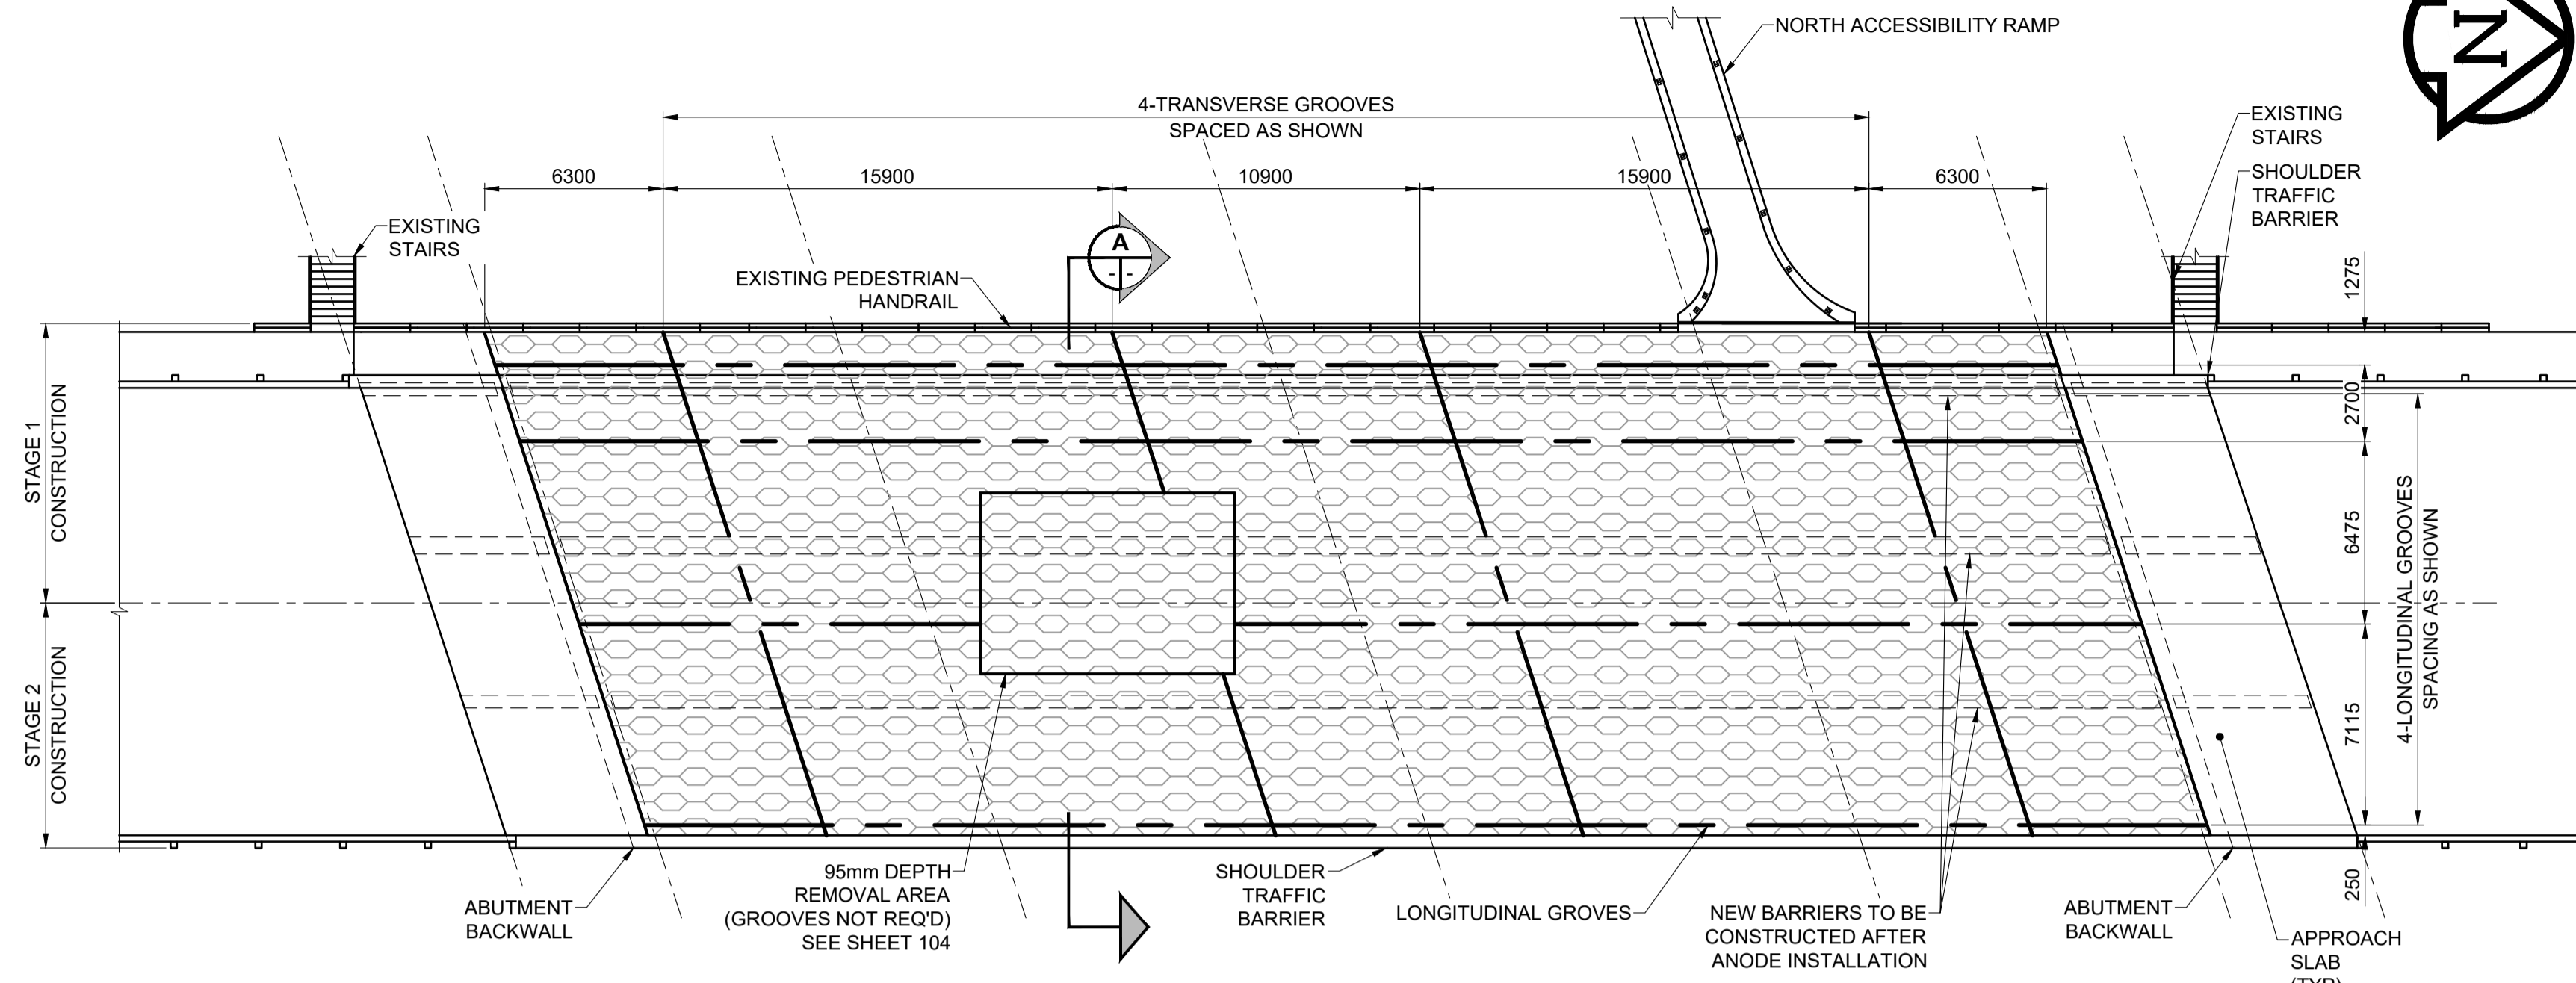 NORTH ACCESSIBILITY RAMP
N
4-TRANSVERSE GROOVES
SPACED AS SHOWN
EXISTING
STAIRS
SHOULDER
TRAFFIC
BARRIER
6300
15900
10900
15900
6300
EXISTING
STAIRS
A
- -
EXISTING PEDESTRIAN
HANDRAIL
1275
2700
6475
7115
250
4-LONGITUDINAL GROOVES
SPACING AS SHOWN
STAGE 1
CONSTRUCTION
STAGE 2
CONSTRUCTION
ABUTMENT
BACKWALL
95mm DEPTH
REMOVAL AREA
(GROOVES NOT REQ'D)
SEE SHEET 104
SHOULDER
TRAFFIC
BARRIER
LONGITUDINAL GROVES
NEW BARRIERS TO BE
CONSTRUCTED AFTER
ANODE INSTALLATION
ABUTMENT
BACKWALL
APPROACH
SLAB
(TYP)